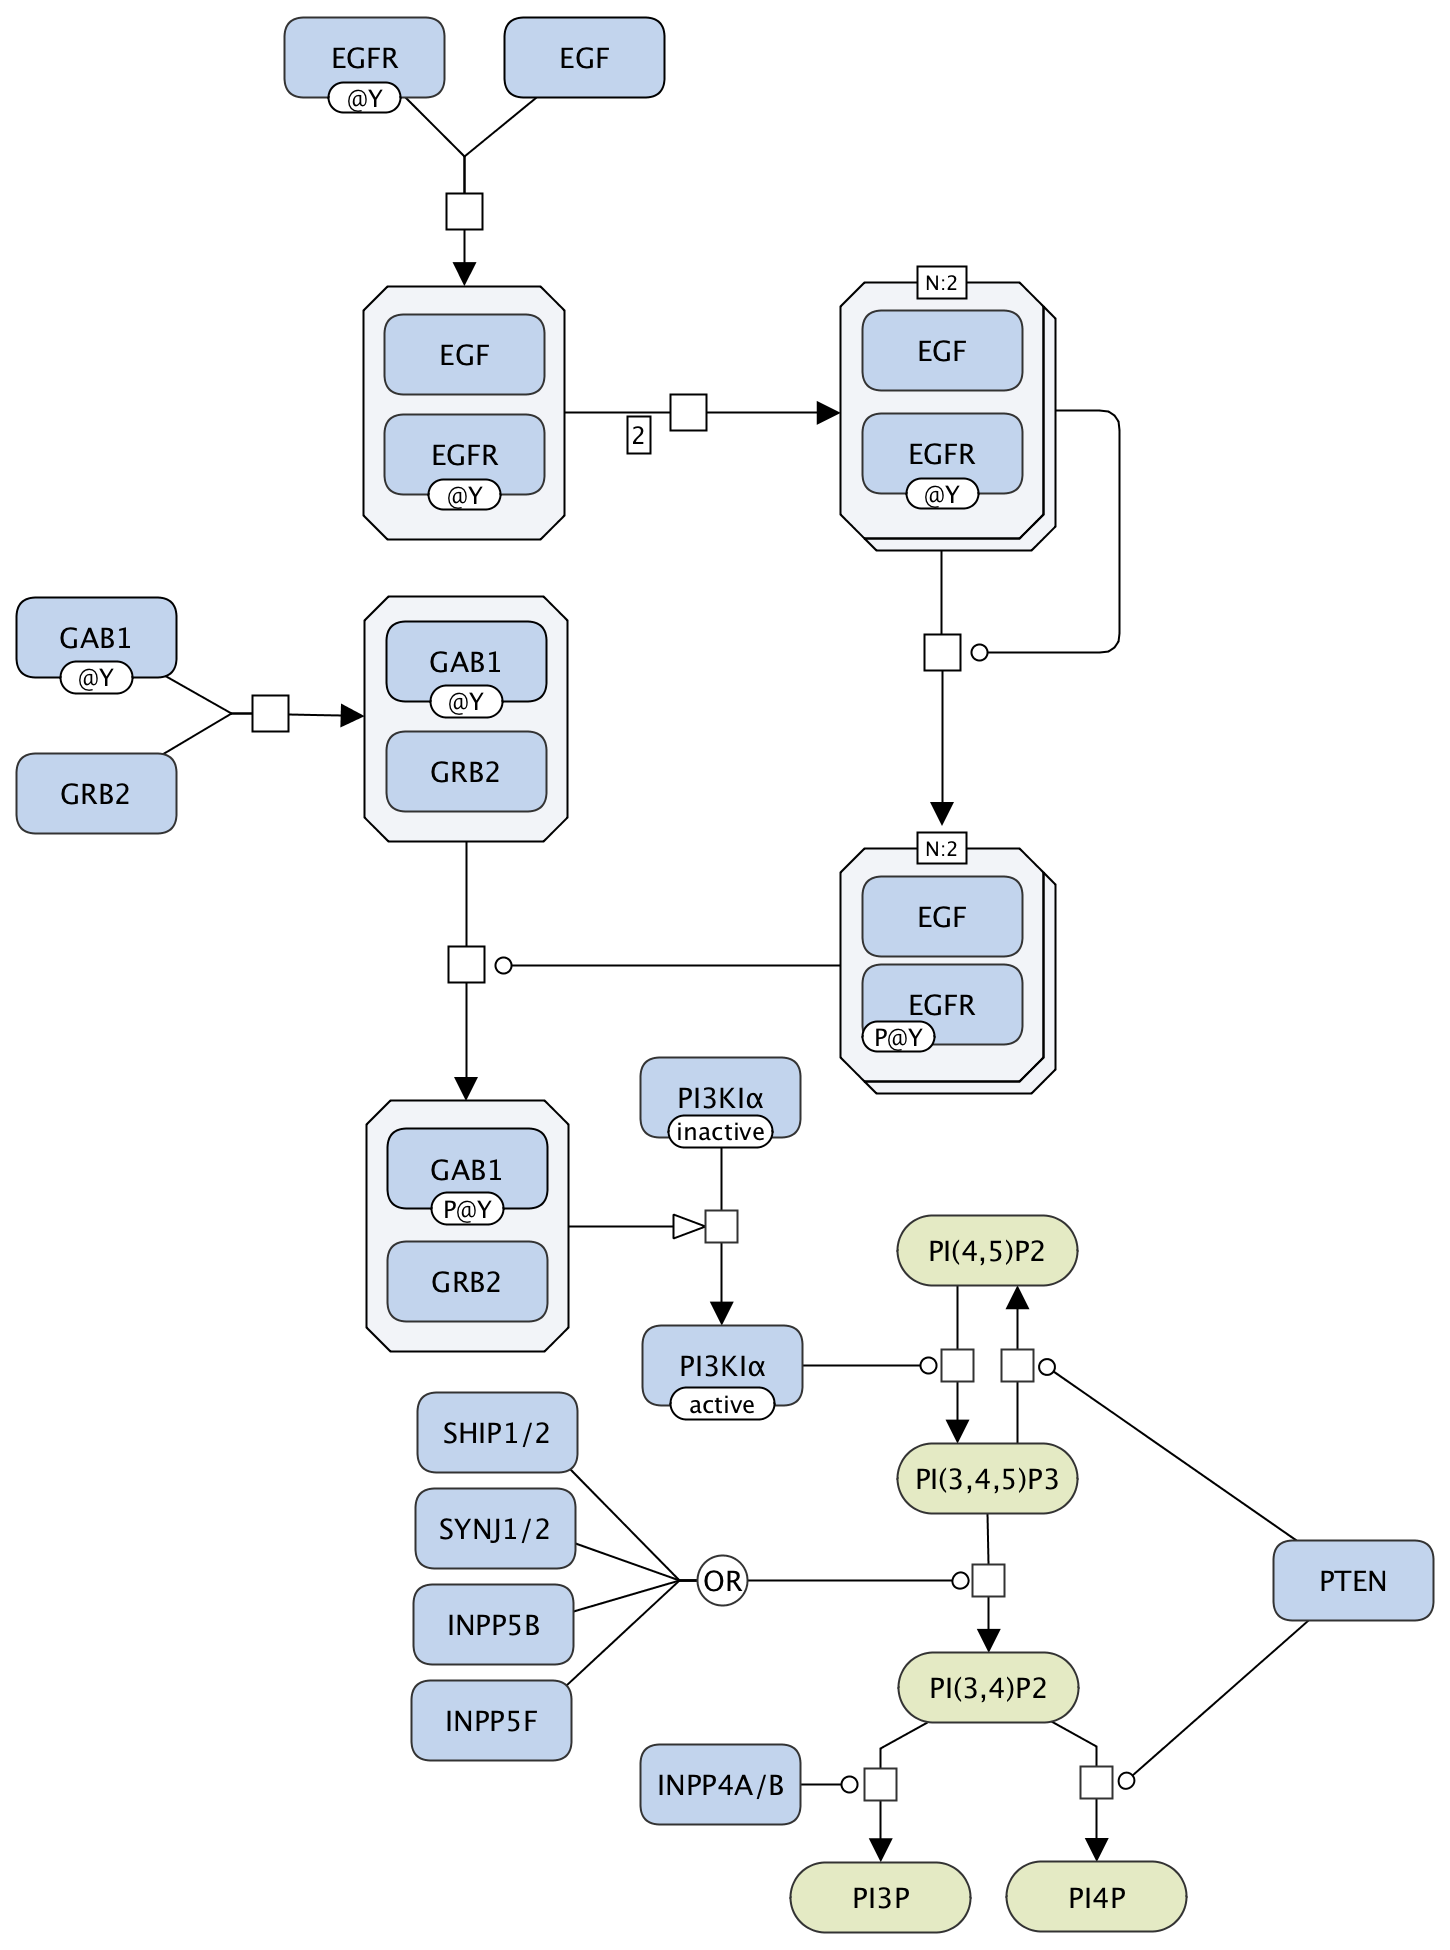 EGFR
@Y
EGF
EGF
EGFR
@Y
2
N:2
EGF
EGFR
@Y
GAB1
@Y
GRB2
GAB1
@Y
GRB2
N:2
EGF
EGFR
P@Y
GAB1
P@Y
GRB2
PI3KIα
inactive
PI3KIα
active
PI(4,5)P2
PI(3,4,5)P3
SHIP1/2
SYNJ1/2
INPP5B
INPP5F
OR
PTEN
PI(3,4)P2
INPP4A/B
PI3P
PI4P